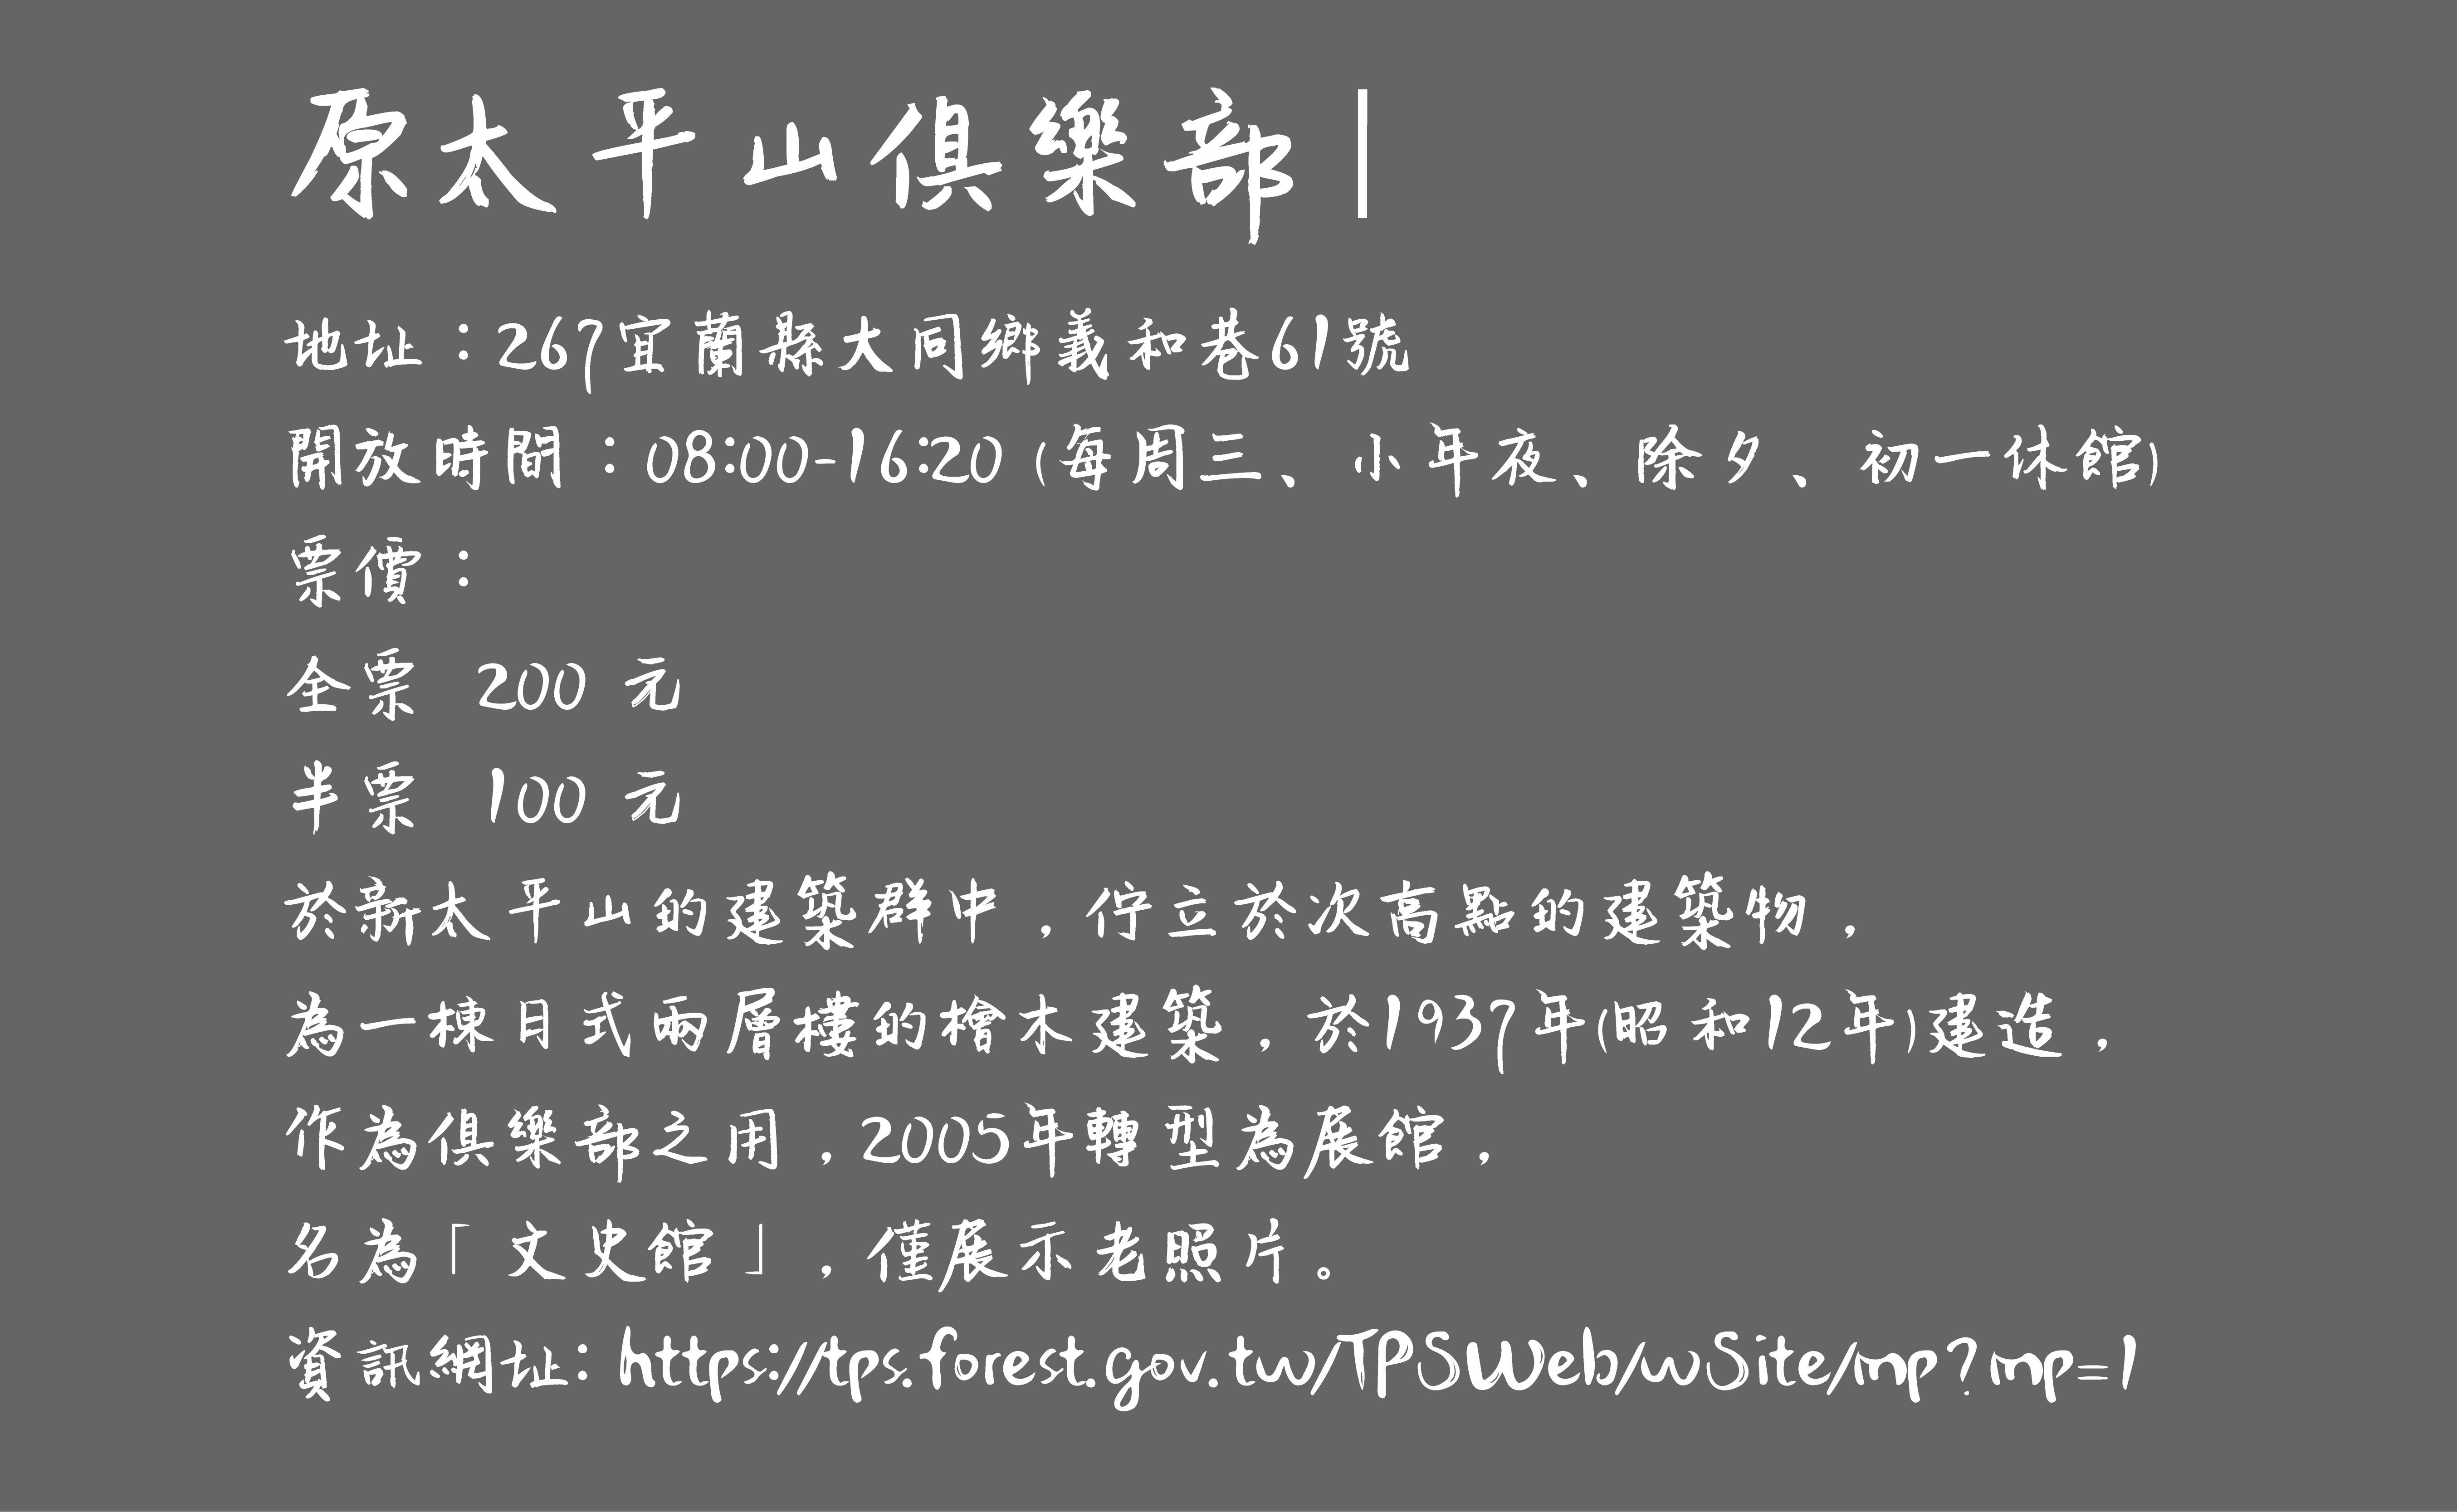 原太平山俱樂部｜
地址：267宜蘭縣大同鄉義和巷61號
開放時間：08:00-16:20（每周三、小年夜、除夕、初一休館）
票價：
全票 200 元
半票 100 元
於新太平山的建築群中，佇立於次高點的建築物，
為一棟日式兩層樓的檜木建築，於1937年（昭和12年）建造，
作為俱樂部之用，2005年轉型為展館，
名為「文史館」，僅展示老照片。
資訊網址：https://tps.forest.gov.tw/TPSWeb/wSite/mp?mp=1